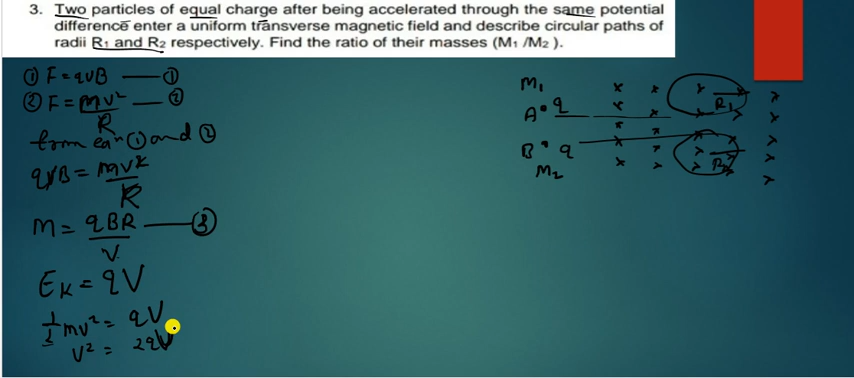 3. Two particles of equal charge after being accelerated through the same potential
difference enter a uniform transverse magnetic field and describe circular paths of
radii R₁ and R₂ respectively. Find the ratio of their masses (M₁ /M₂ ).
① F = qVB —— ①
② F = mv²/R —— ②
from eqn ① and ②
qvB = mv²/R
M = qBR/V —— ③
Eₖ = qV
1/2 mv² = qV
V² = 2qV
M₁
A • q
R₁
B • q
R₂
M₂